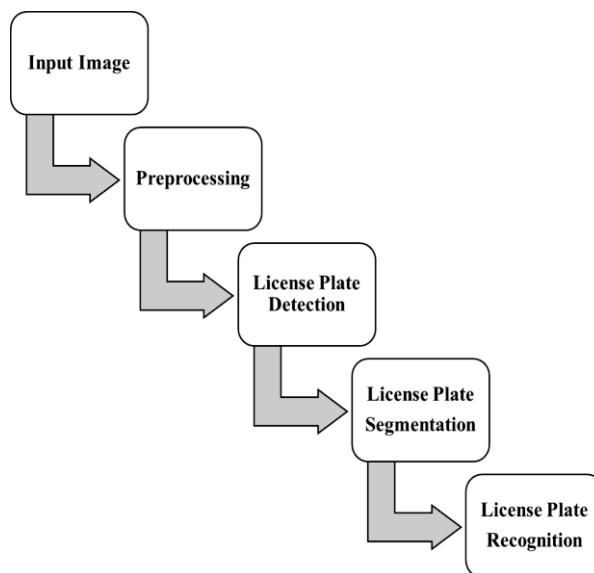 Input Image
Preprocessing
License Plate
Detection
License Plate
Segmentation
License Plate
Recognition